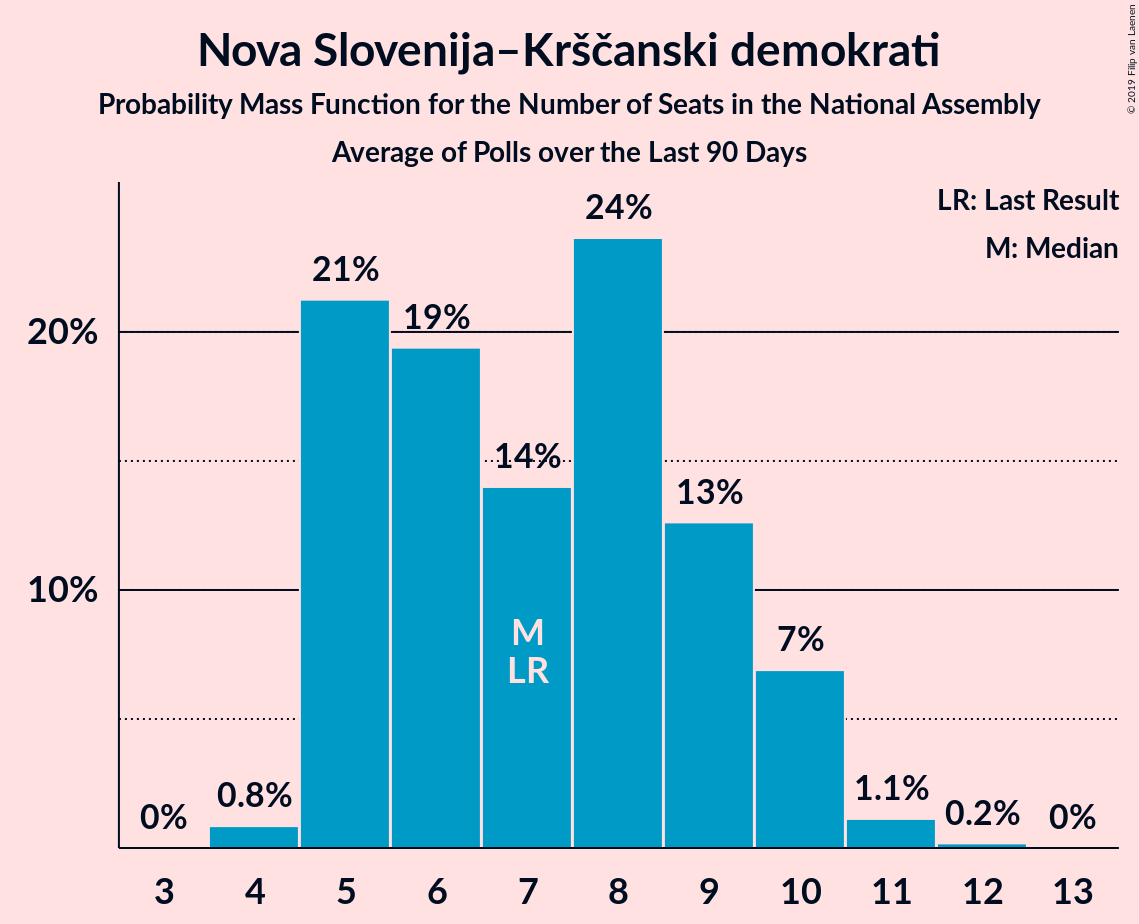 Nova Slovenija–Krščanski demokrati
Probability Mass Function for the Number of Seats in the National Assembly
Average of Polls over the Last 90 Days
© 2019 Filip van Laenen
LR: Last Result
M: Median
20%
10%
0%
0.8%
21%
19%
14%
24%
13%
7%
1.1%
0.2%
0%
M
LR
3 4 5 6 7 8 9 10 11 12 13